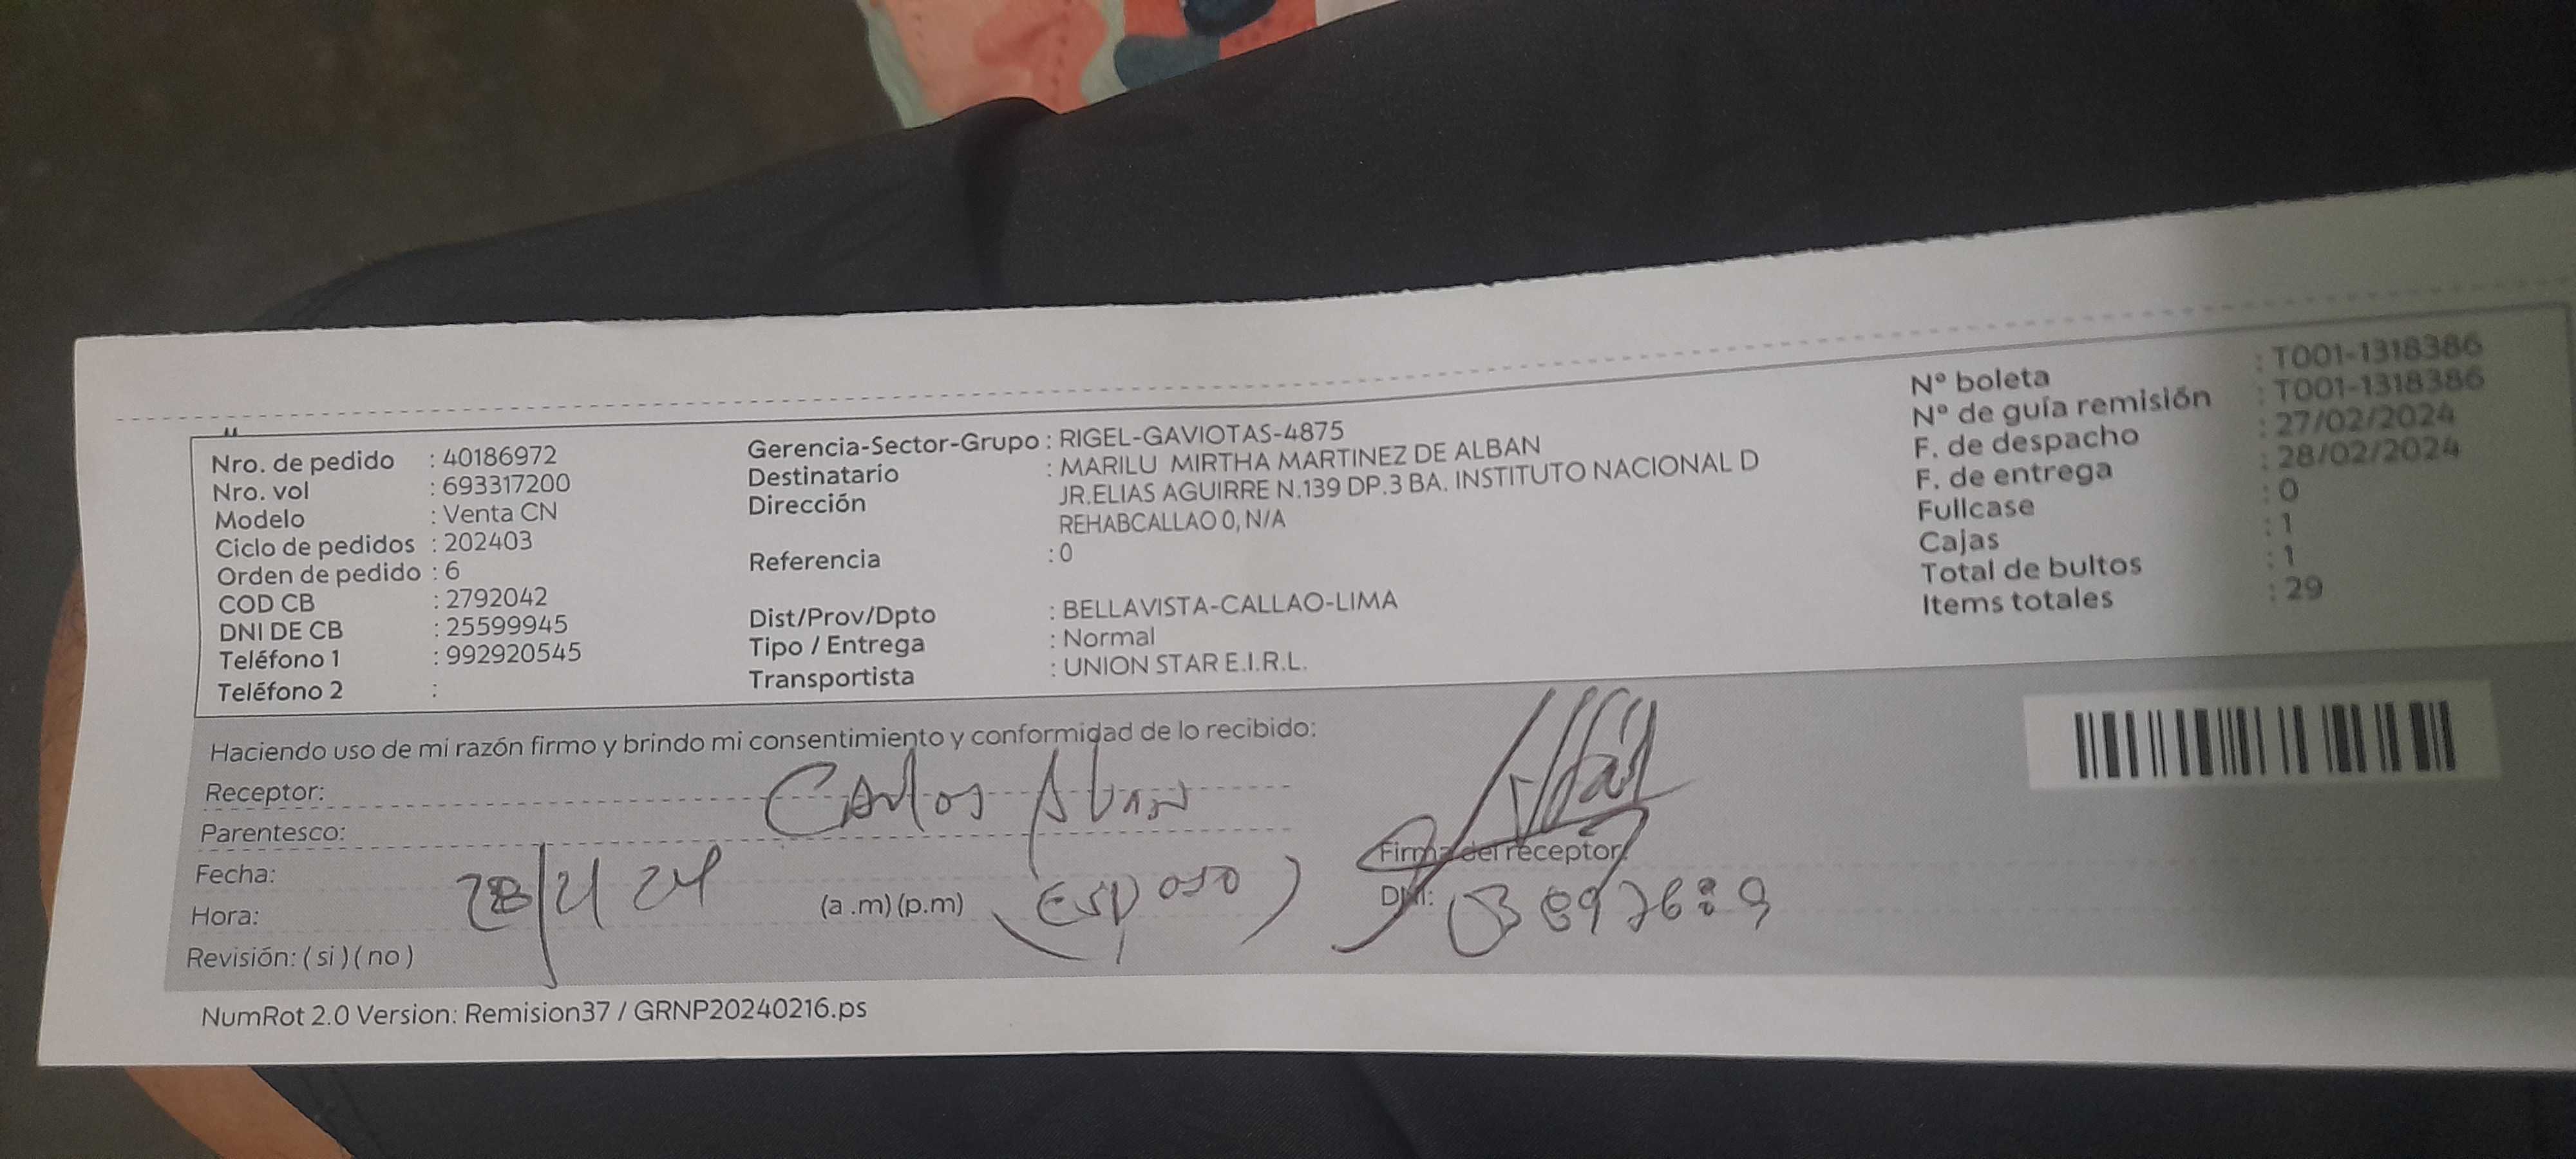 Nro. de pedido : 40186972
Nro. vol : 693317200
Modelo : Venta CN
Ciclo de pedidos : 202403
Orden de pedido : 6
COD CB : 2792042
DNI DE CB : 25599945
Teléfono 1 : 992920545
Teléfono 2 :
Gerencia-Sector-Grupo : RIGEL-GAVIOTAS-4875
Destinatario : MARILU MIRTHA MARTINEZ DE ALBAN
Dirección JR.ELIAS AGUIRRE N.139 DP.3 BA. INSTITUTO NACIONAL D
REHABCALLAO 0, N/A
Referencia : 0
Dist/Prov/Dpto : BELLAVISTA-CALLAO-LIMA
Tipo / Entrega : Normal
Transportista : UNION STAR E.I.R.L.
N° boleta : T001-1318386
N° de guía remisión : T001-1318386
F. de despacho : 27/02/2024
F. de entrega : 28/02/2024
Fullcase : 0
Cajas : 1
Total de bultos : 1
Items totales : 29
Haciendo uso de mi razón firmo y brindo mi consentimiento y conformidad de lo recibido:
Receptor: Carlos Alban
Parentesco:
Fecha: 28/2/24
Hora: (a .m) (p.m) (Esposo)
Revisión: ( si ) ( no )
Firma del receptor:
DNI:
NumRot 2.0 Version: Remision37 / GRNP20240216.ps